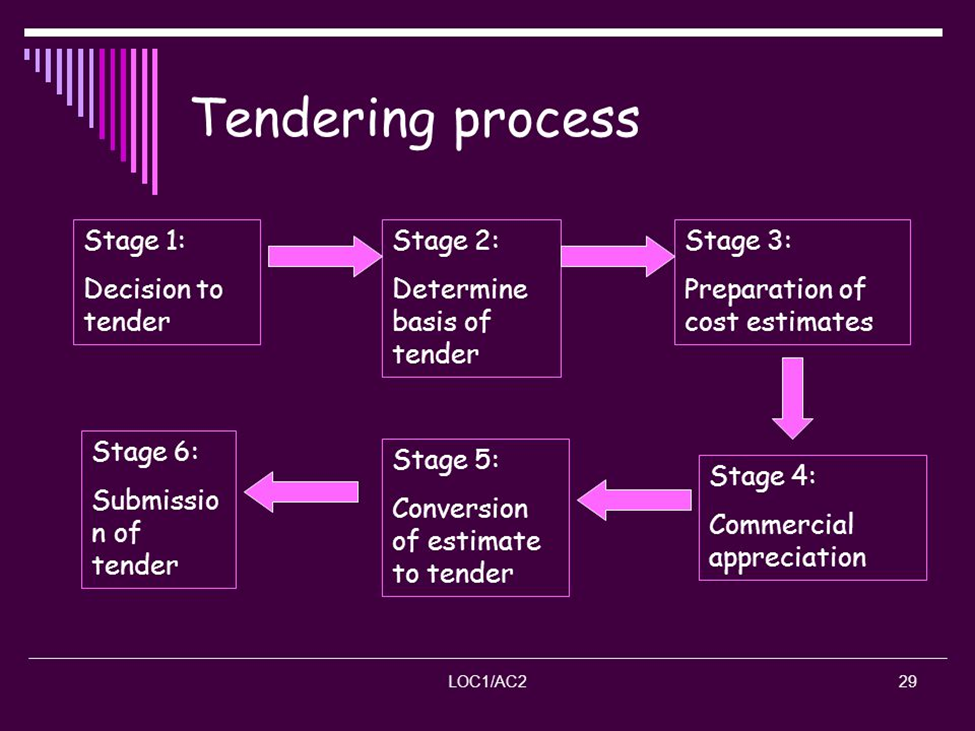 Tendering process
Stage 1:
Decision to
tender
Stage 2:
Determine
basis of
tender
Stage 3:
Preparation of
cost estimates
Stage 4:
Commercial
appreciation
Stage 5:
Conversion
of estimate
to tender
Stage 6:
Submissio
n of
tender
LOC1/AC2
29